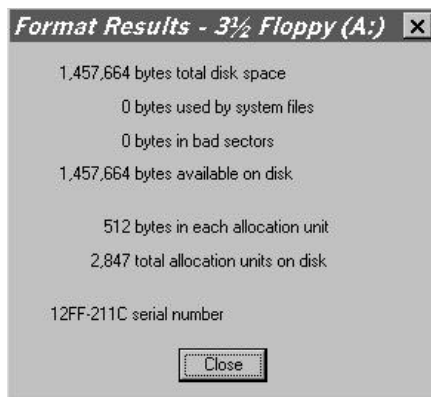 Format Results - 3½ Floppy (A:)
1,457,664 bytes total disk space
0 bytes used by system files
0 bytes in bad sectors
1,457,664 bytes available on disk
512 bytes in each allocation unit
2,847 total allocation units on disk
12FF-211C serial number
Close